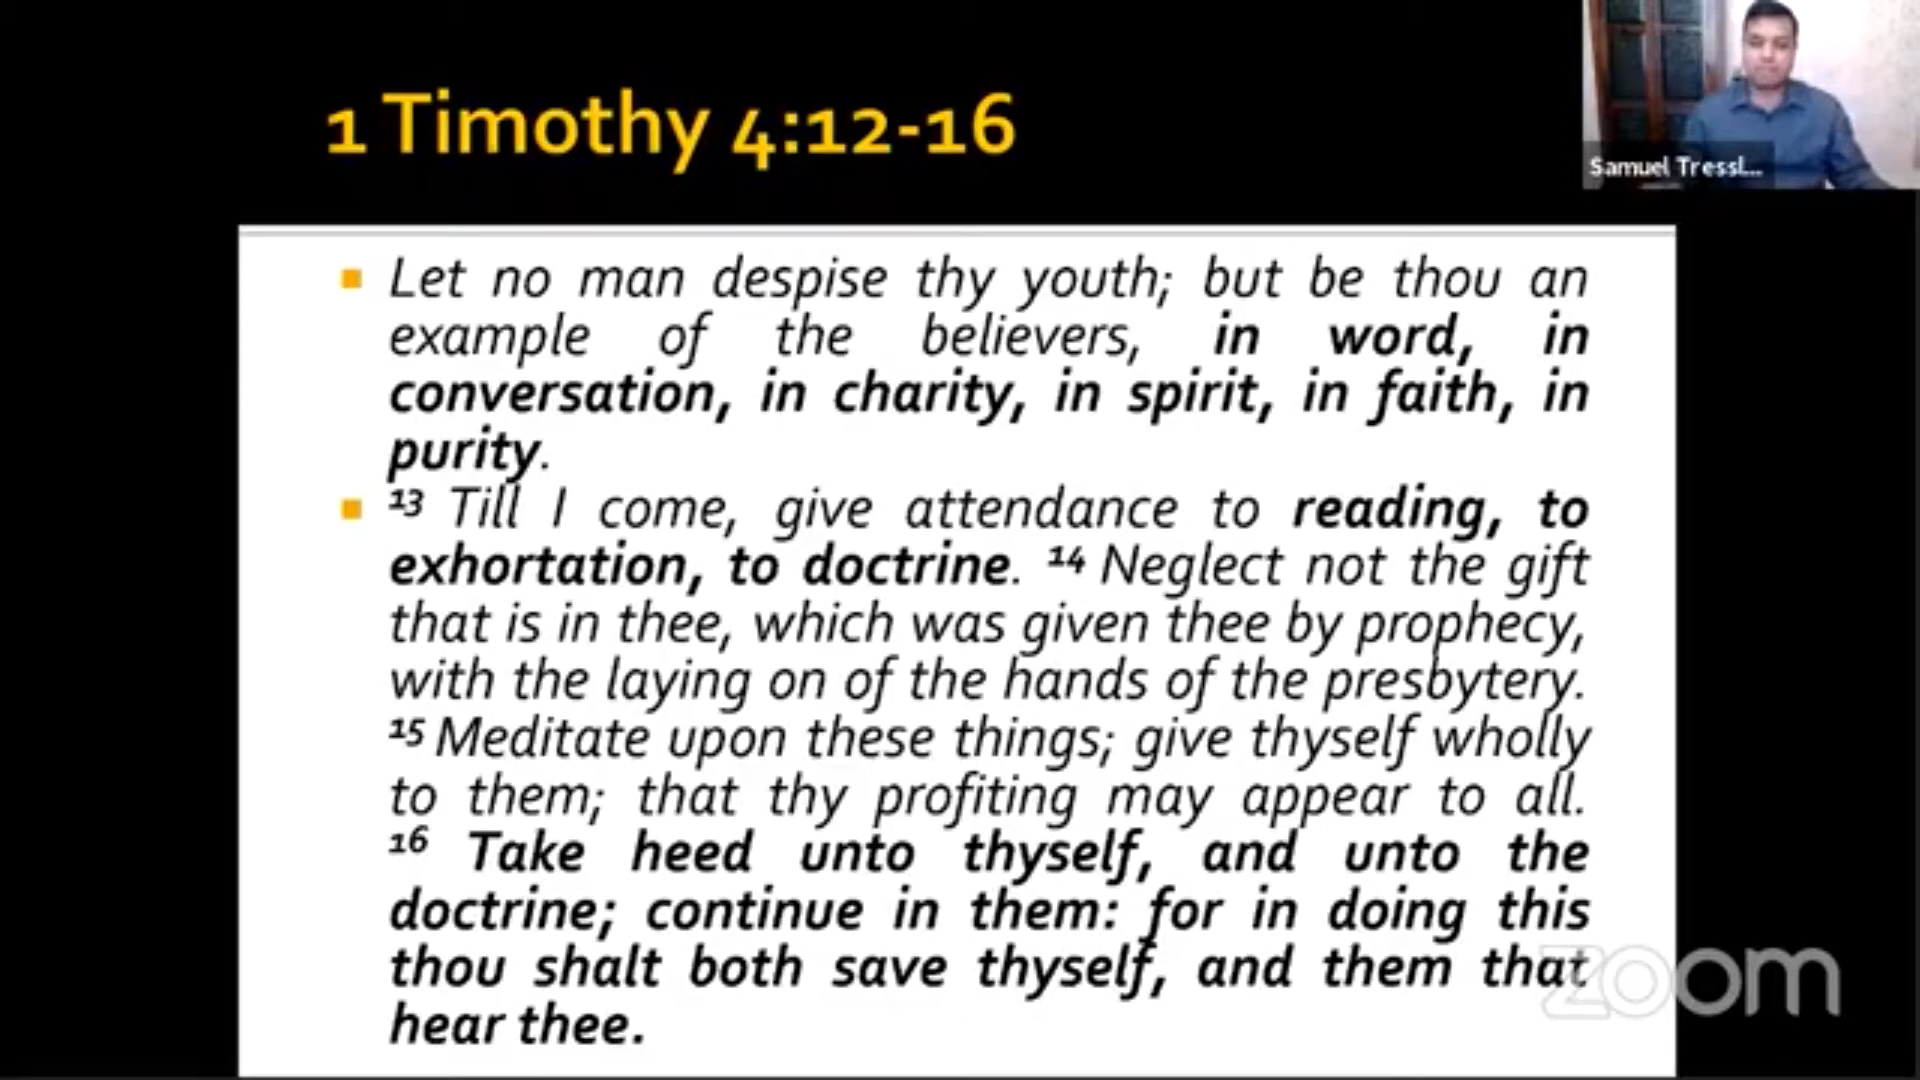 1 Timothy 4:12-16
Samuel Tressl...
Let no man despise thy youth; but be thou an
example of the believers, in word, in
conversation, in charity, in spirit, in faith, in
purity.
13 Till I come, give attendance to reading, to
exhortation, to doctrine. 14 Neglect not the gift
that is in thee, which was given thee by prophecy,
with the laying on of the hands of the presbytery.
15 Meditate upon these things; give thyself wholly
to them; that thy profiting may appear to all.
16 Take heed unto thyself, and unto the
doctrine; continue in them: for in doing this
thou shalt both save thyself, and them that
hear thee.
zoom